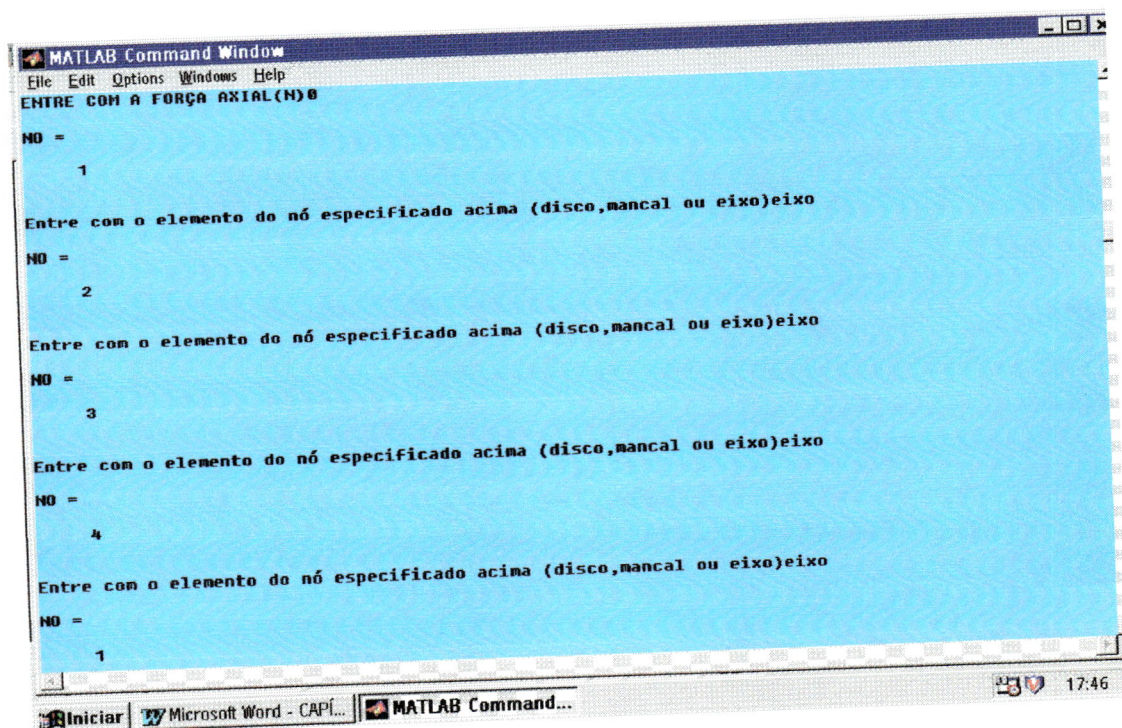 MATLAB Command Window
File Edit Options Windows Help
ENTRE COM A FORÇA AXIAL(N)0
NO =
1
Entre com o elemento do nó especificado acima (disco,mancal ou eixo)eixo
NO =
2
Entre com o elemento do nó especificado acima (disco,mancal ou eixo)eixo
NO =
3
Entre com o elemento do nó especificado acima (disco,mancal ou eixo)eixo
NO =
4
Entre com o elemento do nó especificado acima (disco,mancal ou eixo)eixo
NO =
1
Iniciar Microsoft Word - CAPÍ... MATLAB Command... 17:46